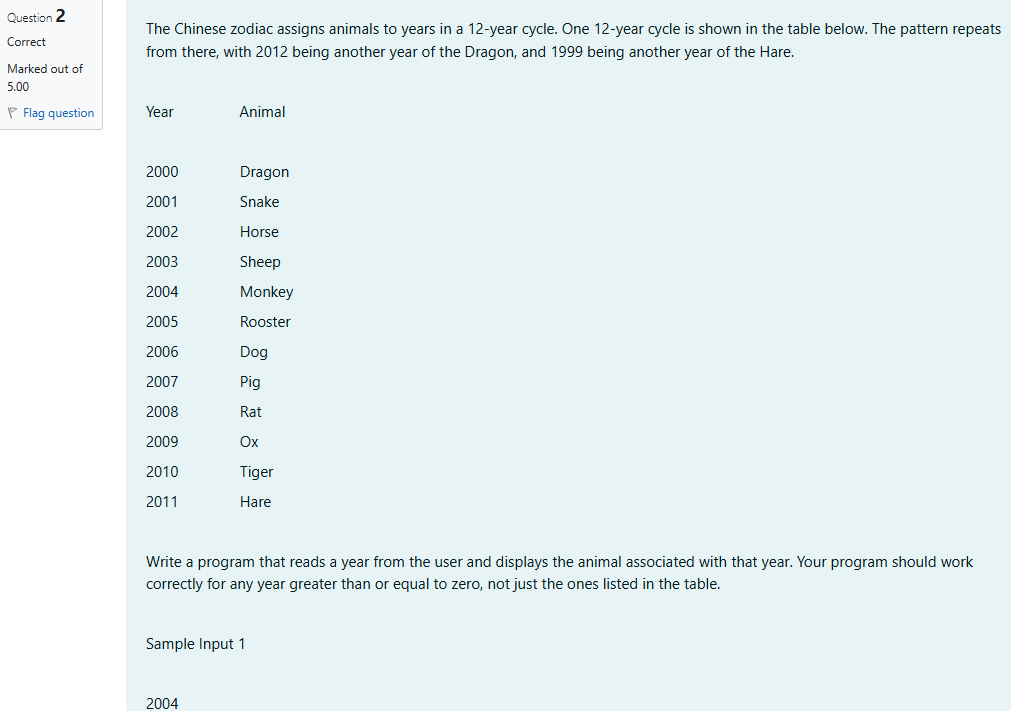 Question 2
Correct
Marked out of
5.00
Flag question
The Chinese zodiac assigns animals to years in a 12-year cycle. One 12-year cycle is shown in the table below. The pattern repeats
from there, with 2012 being another year of the Dragon, and 1999 being another year of the Hare.
Year Animal
2000 Dragon
2001 Snake
2002 Horse
2003 Sheep
2004 Monkey
2005 Rooster
2006 Dog
2007 Pig
2008 Rat
2009 Ox
2010 Tiger
2011 Hare
Write a program that reads a year from the user and displays the animal associated with that year. Your program should work
correctly for any year greater than or equal to zero, not just the ones listed in the table.
Sample Input 1
2004